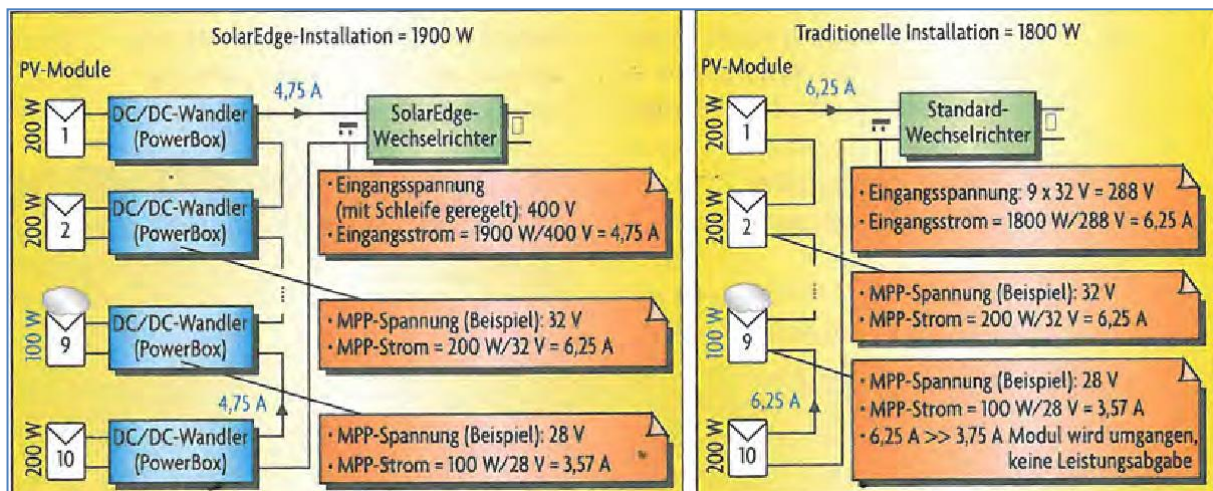 SolarEdge-Installation = 1900 W
PV-Module
200 W
1
DC/DC-Wandler
(PowerBox)
4,75 A
SolarEdge-
Wechselrichter
200 W
2
DC/DC-Wandler
(PowerBox)
• Eingangsspannung
(mit Schleife geregelt): 400 V
• Eingangsstrom = 1900 W/400 V = 4,75 A
100 W
9
DC/DC-Wandler
(PowerBox)
• MPP-Spannung (Beispiel): 32 V
• MPP-Strom = 200 W/32 V = 6,25 A
4,75 A
200 W
10
DC/DC-Wandler
(PowerBox)
• MPP-Spannung (Beispiel): 28 V
• MPP-Strom = 100 W/28 V = 3,57 A
Traditionelle Installation = 1800 W
PV-Module
200 W
1
6,25 A
Standard-
Wechselrichter
200 W
2
• Eingangsspannung: 9 x 32 V = 288 V
• Eingangsstrom = 1800 W/288 V = 6,25 A
100 W
9
• MPP-Spannung (Beispiel): 32 V
• MPP-Strom = 200 W/32 V = 6,25 A
6,25 A
200 W
10
• MPP-Spannung (Beispiel): 28 V
• MPP-Strom = 100 W/28 V = 3,57 A
• 6,25 A >> 3,75 A Modul wird umgangen,
keine Leistungsabgabe